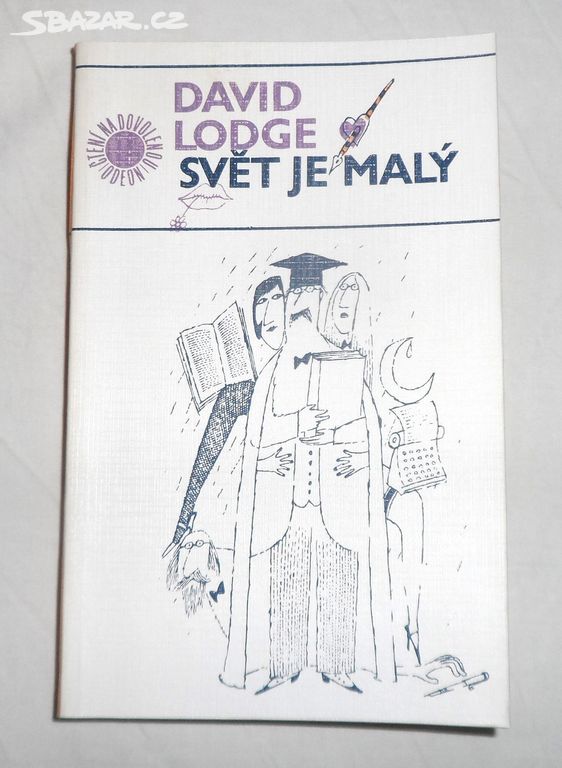 SBAZAR.CZ
DAVID
LODGE
SVĚT JE MALÝ
ČTENÍ NA DOVOLENOU
ODEON